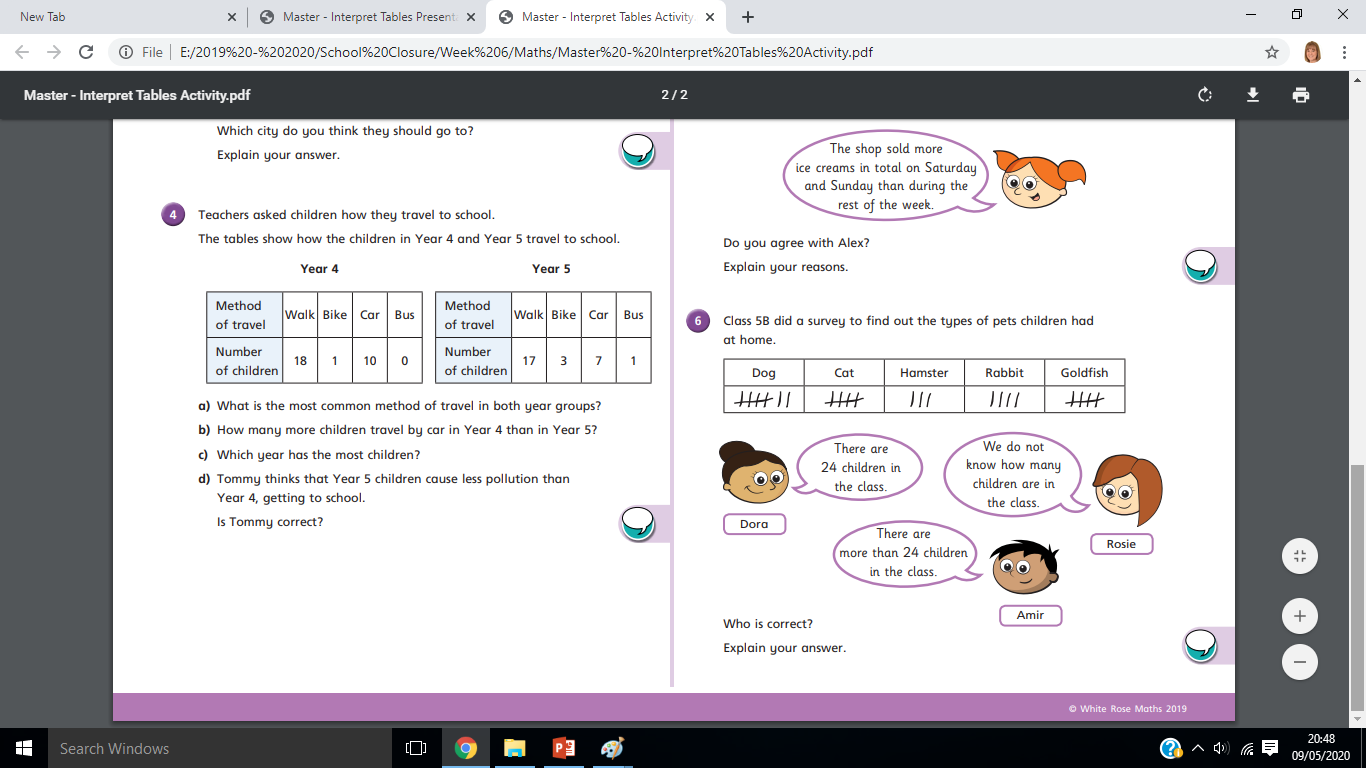 New Tab
Master - Interpret Tables Present
Master - Interpret Tables Activity
File
E:/2019%20-%202020/School%20Closure/Week%206/Maths/Master%20-%20Interpret%20Tables%20Activity.pdf
Master - Interpret Tables Activity.pdf
2 / 2
Which city do you think they should go to?
Explain your answer.
4 Teachers asked children how they travel to school.
The tables show how the children in Year 4 and Year 5 travel to school.
Year 4
Method of travel Walk Bike Car Bus
Number of children 18 1 10 0
Year 5
Method of travel Walk Bike Car Bus
Number of children 17 3 7 1
a) What is the most common method of travel in both year groups?
b) How many more children travel by car in Year 4 than in Year 5?
c) Which year has the most children?
d) Tommy thinks that Year 5 children cause less pollution than
Year 4, getting to school.
Is Tommy correct?
The shop sold more
ice creams in total on Saturday
and Sunday than during the
rest of the week.
Do you agree with Alex?
Explain your reasons.
6 Class 5B did a survey to find out the types of pets children had
at home.
Dog Cat Hamster Rabbit Goldfish
There are
24 children in
the class.
Dora
We do not
know how many
children are in
the class.
Rosie
There are
more than 24 children
in the class.
Amir
Who is correct?
Explain your answer.
© White Rose Maths 2019
Search Windows
20:48
09/05/2020